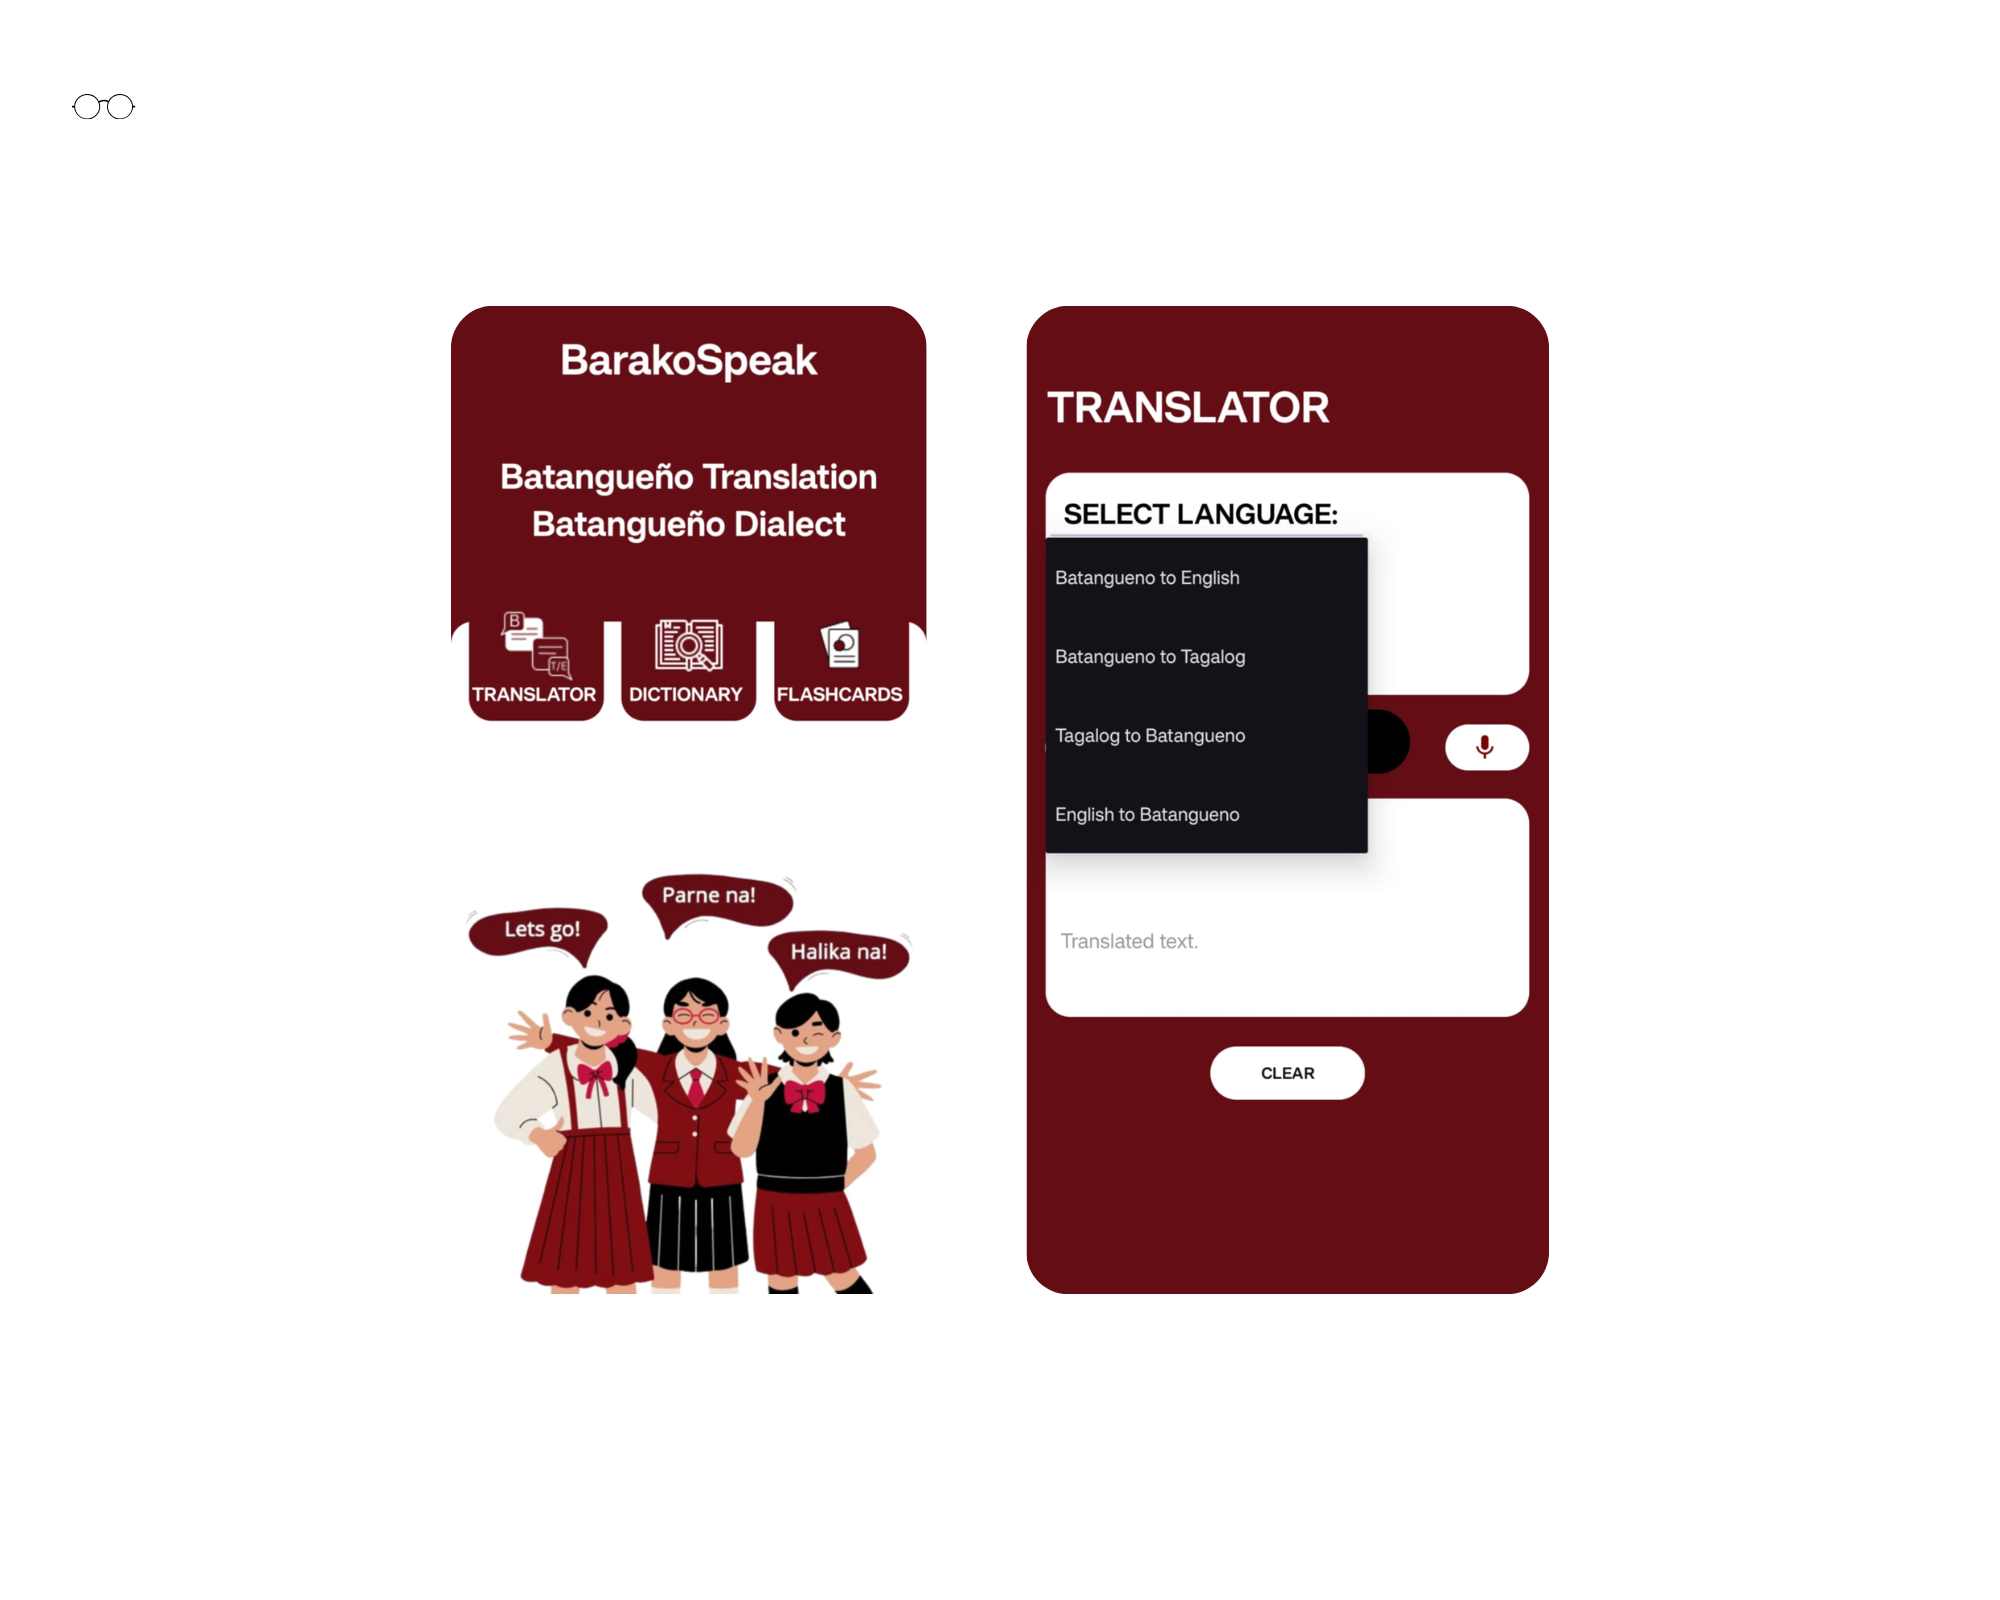 BarakoSpeak
Batangueño Translation
Batangueño Dialect
B
T/E
TRANSLATOR
DICTIONARY
FLASHCARDS
Lets go!
Parne na!
Halika na!
TRANSLATOR
SELECT LANGUAGE:
Batangueno to English
Batangueno to Tagalog
Tagalog to Batangueno
English to Batangueno
Translated text.
CLEAR